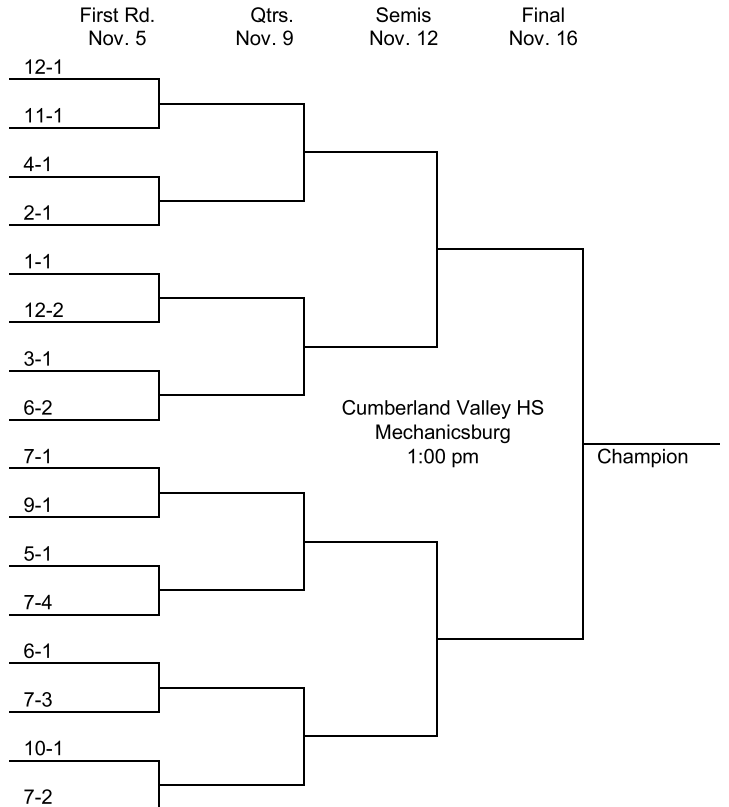 First Rd. Qtrs. Semis Final
Nov. 5 Nov. 9 Nov. 12 Nov. 16
12-1
11-1
4-1
2-1
1-1
12-2
3-1
6-2
Cumberland Valley HS
Mechanicsburg
1:00 pm
Champion
7-1
9-1
5-1
7-4
6-1
7-3
10-1
7-2